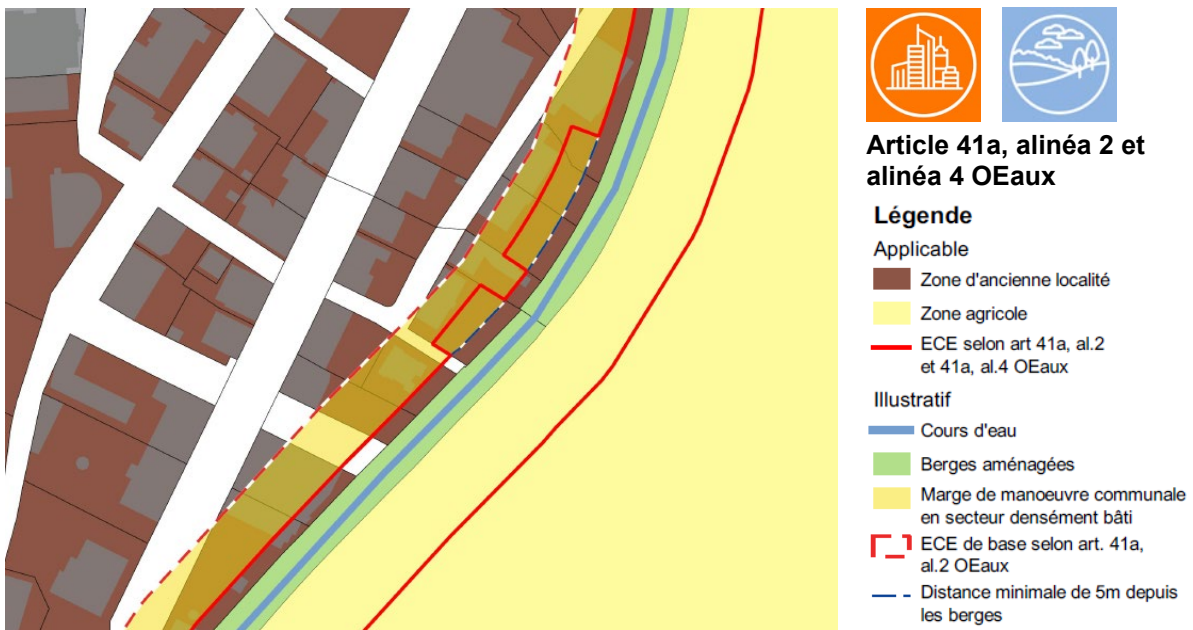 Article 41a, alinéa 2 et
alinéa 4 OEaux
Légende
Applicable
Zone d'ancienne localité
Zone agricole
ECE selon art 41a, al.2
et 41a, al.4 OEaux
Illustratif
Cours d'eau
Berges aménagées
Marge de manoeuvre communale
en secteur densément bâti
ECE de base selon art. 41a,
al.2 OEaux
Distance minimale de 5m depuis
les berges